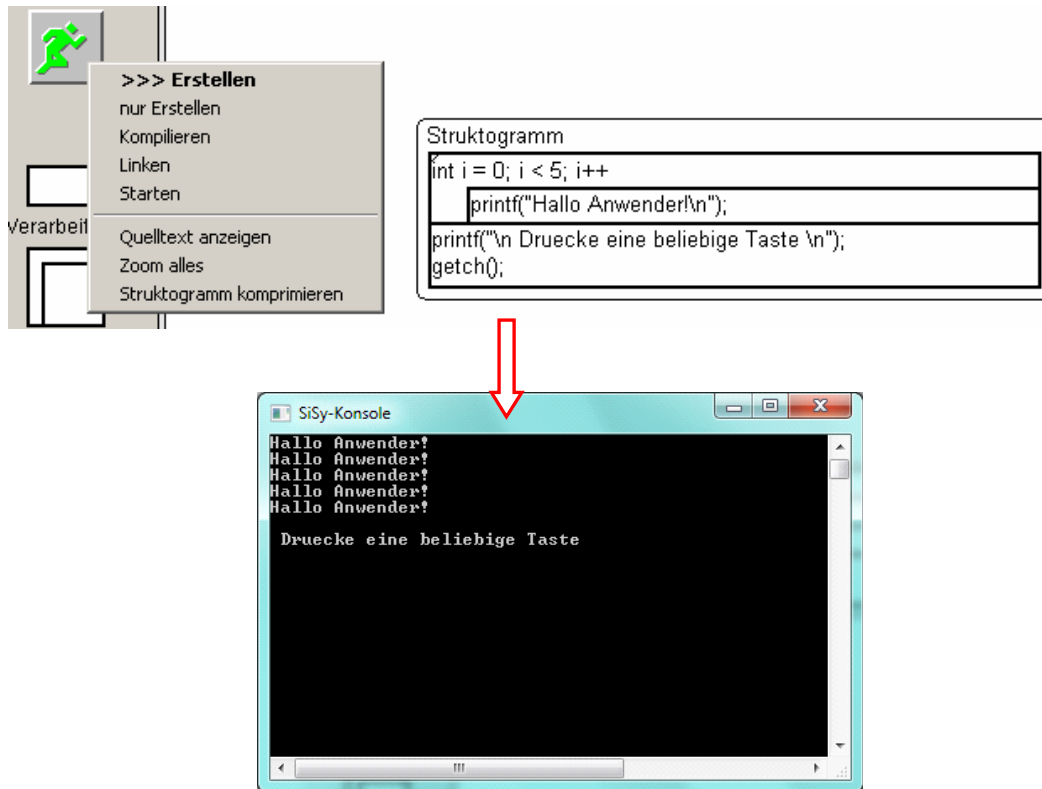 >>> Erstellen
nur Erstellen
Kompilieren
Linken
Starten
Verarbeit
Quelltext anzeigen
Zoom alles
Struktogramm komprimieren
Struktogramm
int i = 0; i < 5; i++
printf("Hallo Anwender!\n");
printf("\n Druecke eine beliebige Taste \n");
getch();
SiSy-Konsole
Hallo Anwender!
Hallo Anwender!
Hallo Anwender!
Hallo Anwender!
Hallo Anwender!
Druecke eine beliebige Taste